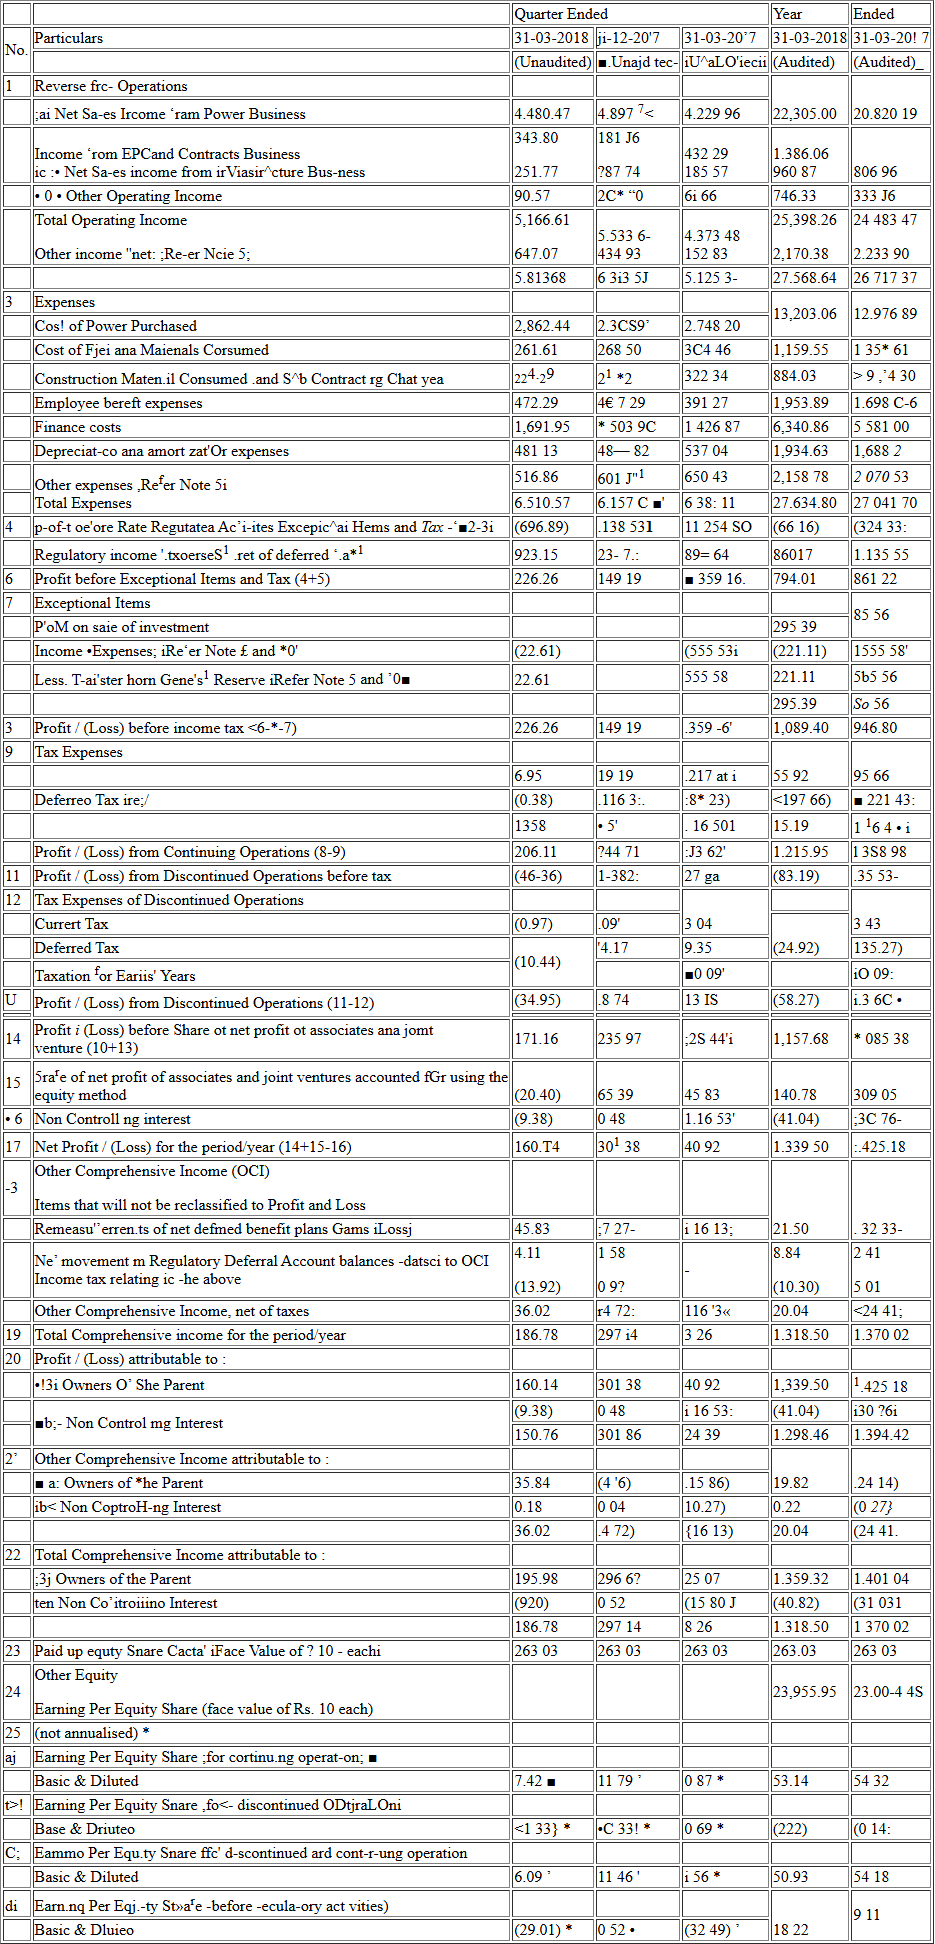 Quarter Ended Year Ended
No. Particulars 31-03-2018 ji-12-20'7 31-03-20’7 31-03-2018 31-03-20! 7
(Unaudited) ■.Unajd tec- iU^aLO'iecii (Audited) (Audited)_
1 Reverse frc- Operations
;ai Net Sa-es Ircome ‘ram Power Business 4.480.47 4.897 7< 4.229 96 22,305.00 20.820 19
343.80 181 J6
Income ‘rom EPCand Contracts Business 432 29 1.386.06
ic :• Net Sa-es income from irViasir^cture Bus-ness 251.77 ?87 74 185 57 960 87 806 96
• 0 • Other Operating Income 90.57 2C* “0 6i 66 746.33 333 J6
Total Operating Income 5,166.61 5.533 6- 4.373 48 25,398.26 24 483 47
Other income "net: ;Re-er Ncie 5; 647.07 434 93 152 83 2,170.38 2.233 90
5.81368 6 3i3 5J 5.125 3- 27.568.64 26 717 37
3 Expenses
13,203.06 12.976 89
Cos! of Power Purchased 2,862.44 2.3CS9’ 2.748 20
Cost of Fjei ana Maienals Corsumed 261.61 268 50 3C4 46 1,159.55 1 35* 61
Construction Maten.il Consumed .and S^b Contract rg Chat yea 224.29 21 *2 322 34 884.03 > 9 ,’4 30
Employee bereft expenses 472.29 4€ 7 29 391 27 1,953.89 1.698 C-6
Finance costs 1,691.95 * 503 9C 1 426 87 6,340.86 5 581 00
Depreciat-co ana amort zat'Or expenses 481 13 48— 82 537 04 1,934.63 1,688 2
Other expenses ,Refer Note 5i 516.86 601 J"1 650 43 2,158 78 2 070 53
Total Expenses 6.510.57 6.157 C ■' 6 38: 11 27.634.80 27 041 70
4 p-of-t oe'ore Rate Regutatea Ac’i-ites Excepic^ai Hems and Tax -‘■2-3i (696.89) .138 531 11 254 SO (66 16) (324 33:
Regulatory income '.txoerseS1 .ret of deferred ‘.a*1 923.15 23- 7.: 89= 64 86017 1.135 55
6 Profit before Exceptional Items and Tax (4+5) 226.26 149 19 ■ 359 16. 794.01 861 22
7 Exceptional Items
85 56
P'oM on saie of investment 295 39
Income •Expenses; iRe‘er Note £ and *0' (22.61) (555 53i (221.11) 1555 58'
Less. T-ai'ster horn Gene's1 Reserve iRefer Note 5 and ’0■ 22.61 555 58 221.11 5b5 56
295.39 So 56
3 Profit / (Loss) before income tax <6-*-7) 226.26 149 19 .359 -6' 1,089.40 946.80
9 Tax Expenses
6.95 19 19 .217 at i 55 92 95 66
Deferreo Tax ire;/ (0.38) .116 3:. :8* 23) <197 66) ■ 221 43:
1358 • 5' . 16 501 15.19 1 16 4 • i
Profit / (Loss) from Continuing Operations (8-9) 206.11 ?44 71 :J3 62' 1.215.95 13S8 98
11 Profit / (Loss) from Discontinued Operations before tax (46-36) 1-382: 27 ga (83.19) .35 53-
12 Tax Expenses of Discontinued Operations
Currert Tax (0.97) .09' 3 04 3 43
Deferred Tax '4.17 9.35 (24.92) 135.27)
(10.44)
Taxation for Eariis' Years ■0 09' iO 09:
U Profit / (Loss) from Discontinued Operations (11-12) (34.95) .8 74 13 IS (58.27) i.3 6C •
14 Profit i (Loss) before Share ot net profit ot associates ana jomt
venture (10+13) 171.16 235 97 ;2S 44'i 1,157.68 * 085 38
15 5rare of net profit of associates and joint ventures accounted fGr using the
equity method (20.40) 65 39 45 83 140.78 309 05
• 6 Non Controll ng interest (9.38) 0 48 1.16 53' (41.04) ;3C 76-
17 Net Profit / (Loss) for the period/year (14+15-16) 160.T4 301 38 40 92 1.339 50 :.425.18
-3 Other Comprehensive Income (OCI)
Items that will not be reclassified to Profit and Loss
Remeasu'’erren.ts of net defmed benefit plans Gams iLossj 45.83 ;7 27- i 16 13; 21.50 . 32 33-
Ne’ movement m Regulatory Deferral Account balances -datsci to OCI 4.11 1 58 - 8.84 2 41
Income tax relating ic -he above (13.92) 0 9? (10.30) 5 01
Other Comprehensive Income, net of taxes 36.02 r4 72: 116 '3« 20.04 <24 41;
19 Total Comprehensive income for the period/year 186.78 297 i4 3 26 1.318.50 1.370 02
20 Profit / (Loss) attributable to :
•!3i Owners O’ She Parent 160.14 301 38 40 92 1,339.50 1.425 18
■b;- Non Control mg Interest (9.38) 0 48 i 16 53: (41.04) i30 ?6i
150.76 301 86 24 39 1.298.46 1.394.42
2’ Other Comprehensive Income attributable to :
■ a: Owners of *he Parent 35.84 (4 '6) .15 86) 19.82 .24 14)
ib< Non CoptroH-ng Interest 0.18 0 04 10.27) 0.22 (0 27}
36.02 .4 72) {16 13) 20.04 (24 41.
22 Total Comprehensive Income attributable to :
;3j Owners of the Parent 195.98 296 6? 25 07 1.359.32 1.401 04
ten Non Co’itroiiino Interest (920) 0 52 (15 80 J (40.82) (31 031
186.78 297 14 8 26 1.318.50 1 370 02
23 Paid up equty Snare Cacta' iFace Value of ? 10 - eachi 263 03 263 03 263 03 263.03 263 03
24 Other Equity 23,955.95 23.00-4 4S
Earning Per Equity Share (face value of Rs. 10 each)
25 (not annualised) *
aj Earning Per Equity Share ;for cortinu.ng operat-on; ■
Basic & Diluted 7.42 ■ 11 79 ’ 0 87 * 53.14 54 32
t>! Earning Per Equity Snare ,fo<- discontinued ODtjraLOni
Base & Driuteo <1 33} * •C 33! * 0 69 * (222) (0 14:
C; Eammo Per Equ.ty Snare ffc' d-scontinued ard cont-r-ung operation
Basic & Diluted 6.09 ’ 11 46 ' i 56 * 50.93 54 18
di Earn.nq Per Eqj.-ty St»are -before -ecula-ory act vities)
9 11
Basic & Dluieo (29.01) * 0 52 • (32 49) ’ 18 22